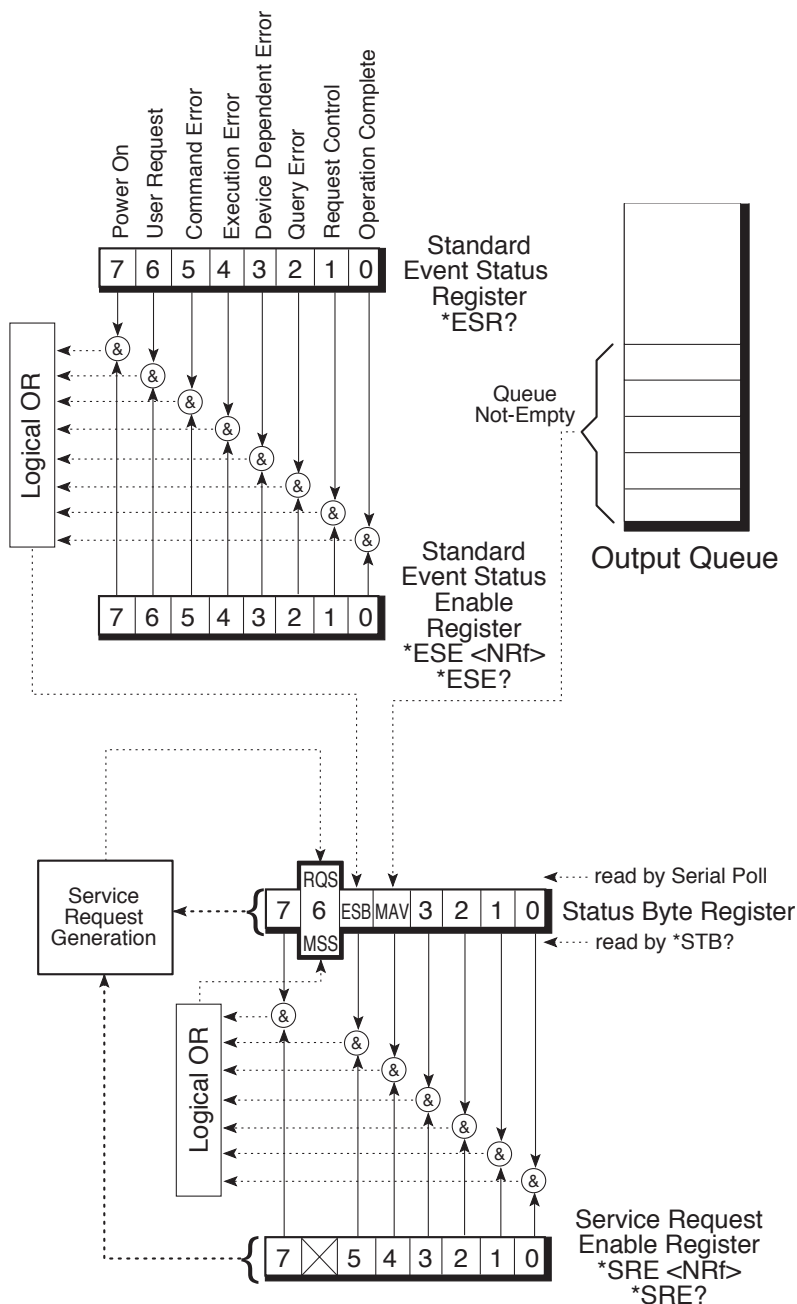 Power On
User Request
Command Error
Execution Error
Device Dependent Error
Query Error
Request Control
Operation Complete
7 6 5 4 3 2 1 0
Standard
Event Status
Register
*ESR?
Logical OR
&
&
&
&
&
&
&
&
Queue
Not-Empty
Output Queue
Standard
Event Status
Enable
Register
*ESE <NRf>
*ESE?
7 6 5 4 3 2 1 0
Service
Request
Generation
RQS
7 6 ESB MAV 3 2 1 0
MSS
read by Serial Poll
Status Byte Register
read by *STB?
Logical OR
&
&
&
&
&
&
&
7 5 4 3 2 1 0
Service Request
Enable Register
*SRE <NRf>
*SRE?